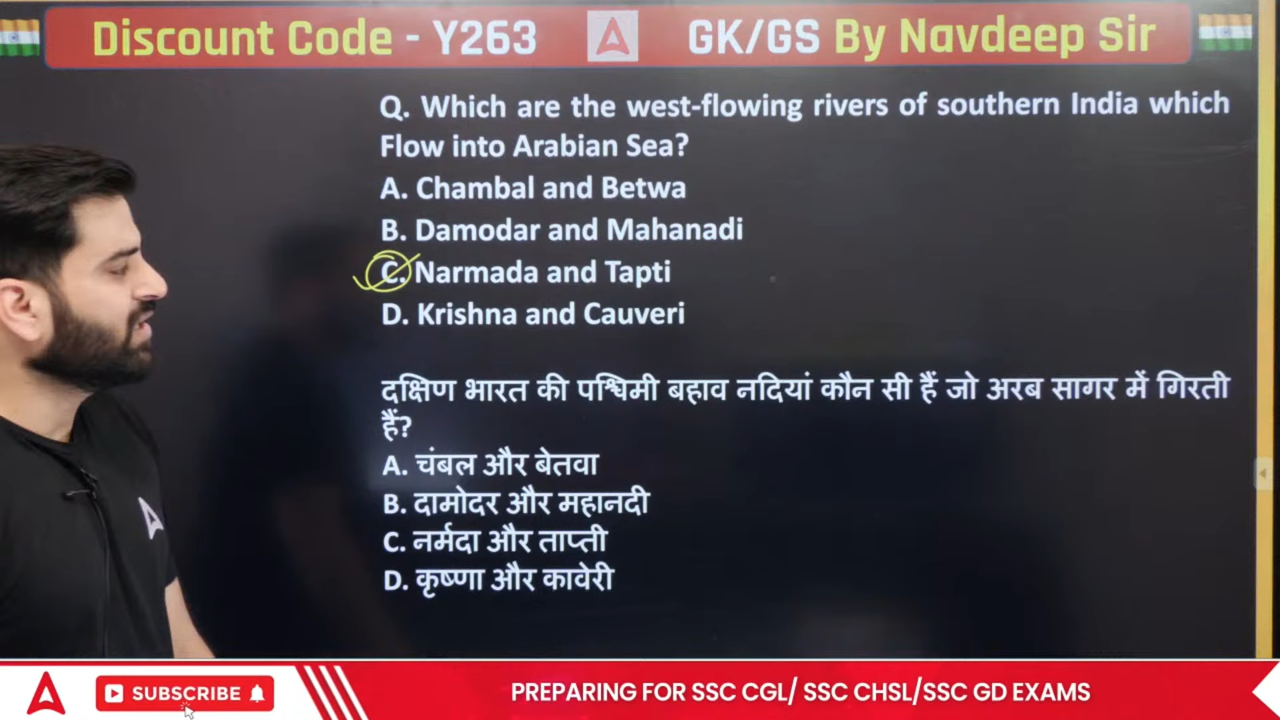 Discount Code - Y263
GK/GS By Navdeep Sir
Q. Which are the west-flowing rivers of southern India which
Flow into Arabian Sea?
A. Chambal and Betwa
B. Damodar and Mahanadi
C. Narmada and Tapti
D. Krishna and Cauveri
दक्षिण भारत की पश्चिमी बहाव नदियां कौन सी हैं जो अरब सागर में गिरती
हैं?
A. चंबल और बेतवा
B. दामोदर और महानदी
C. नर्मदा और ताप्ती
D. कृष्णा और कावेरी
SUBSCRIBE
PREPARING FOR SSC CGL/ SSC CHSL/SSC GD EXAMS